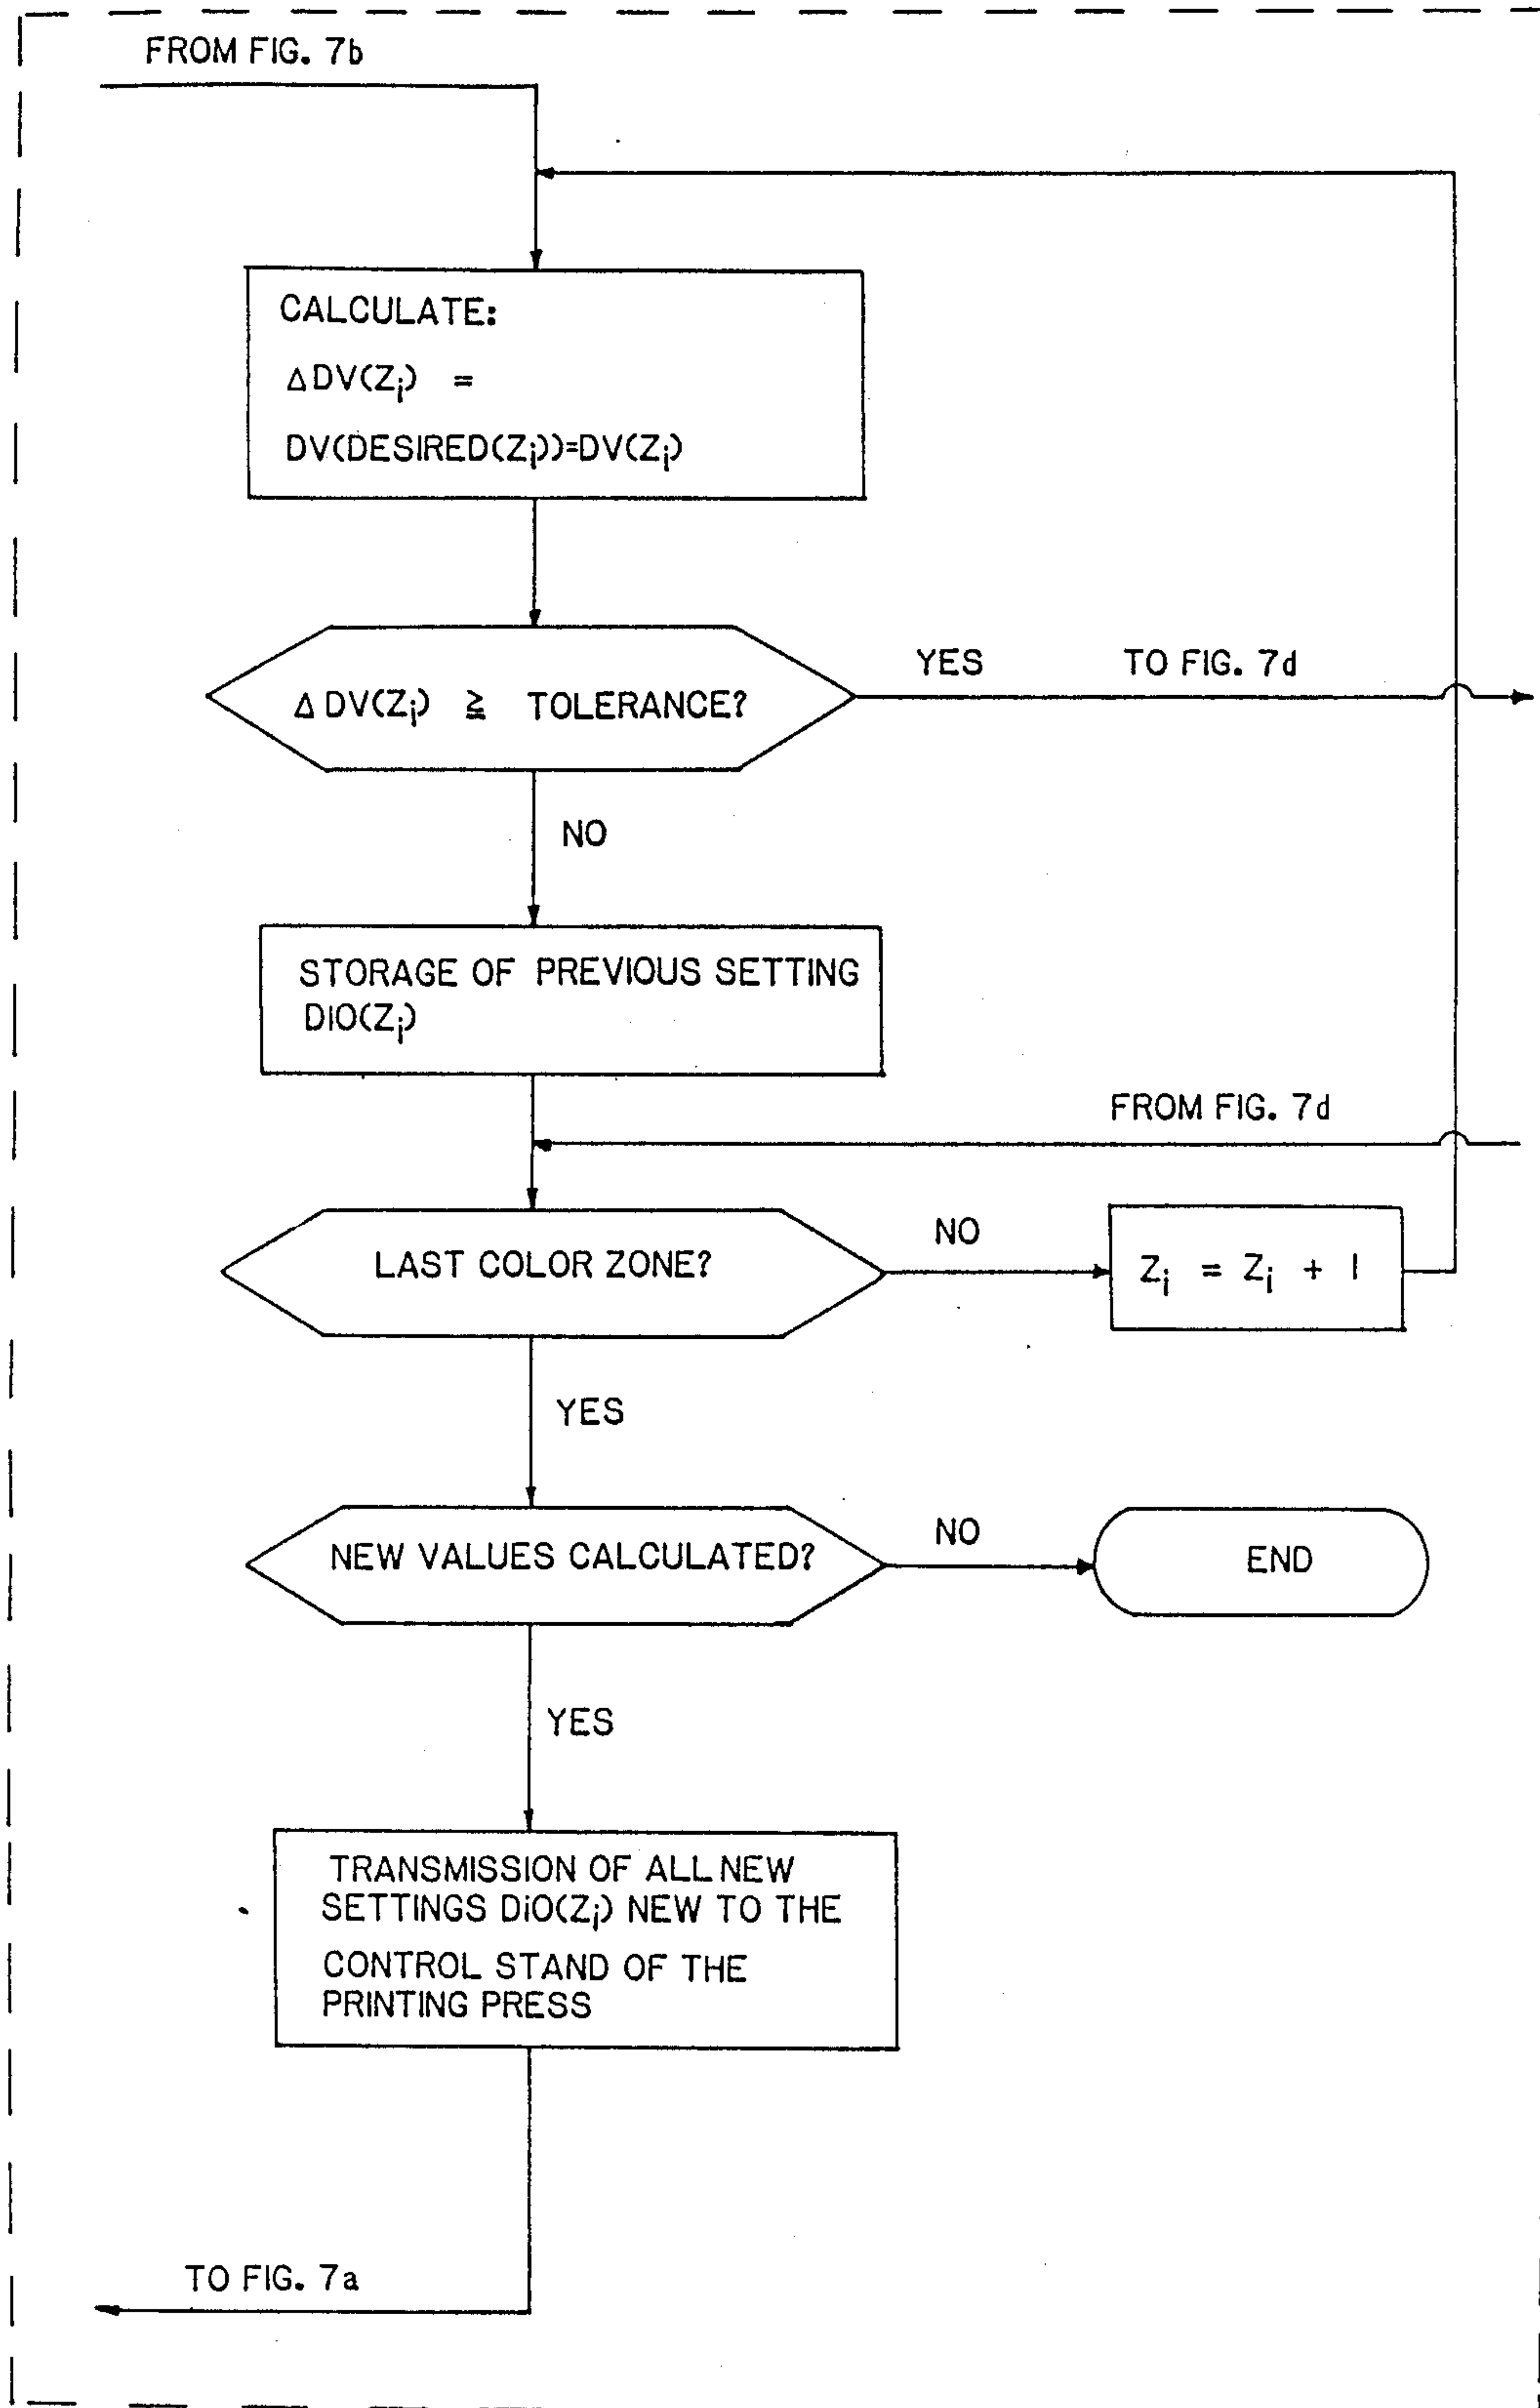 FROM FIG. 7b
CALCULATE:
ΔDV(Zi) =
DV(DESIRED(Zi))=DV(Zi)
ΔDV(Zi) ≧ TOLERANCE?
YES
TO FIG. 7d
NO
STORAGE OF PREVIOUS SETTING
DIO(Zi)
FROM FIG. 7d
LAST COLOR ZONE?
NO
Zi = Zi + 1
YES
NEW VALUES CALCULATED?
NO
END
YES
TRANSMISSION OF ALL NEW
SETTINGS DiO(Zi) NEW TO THE
CONTROL STAND OF THE
PRINTING PRESS
TO FIG. 7a